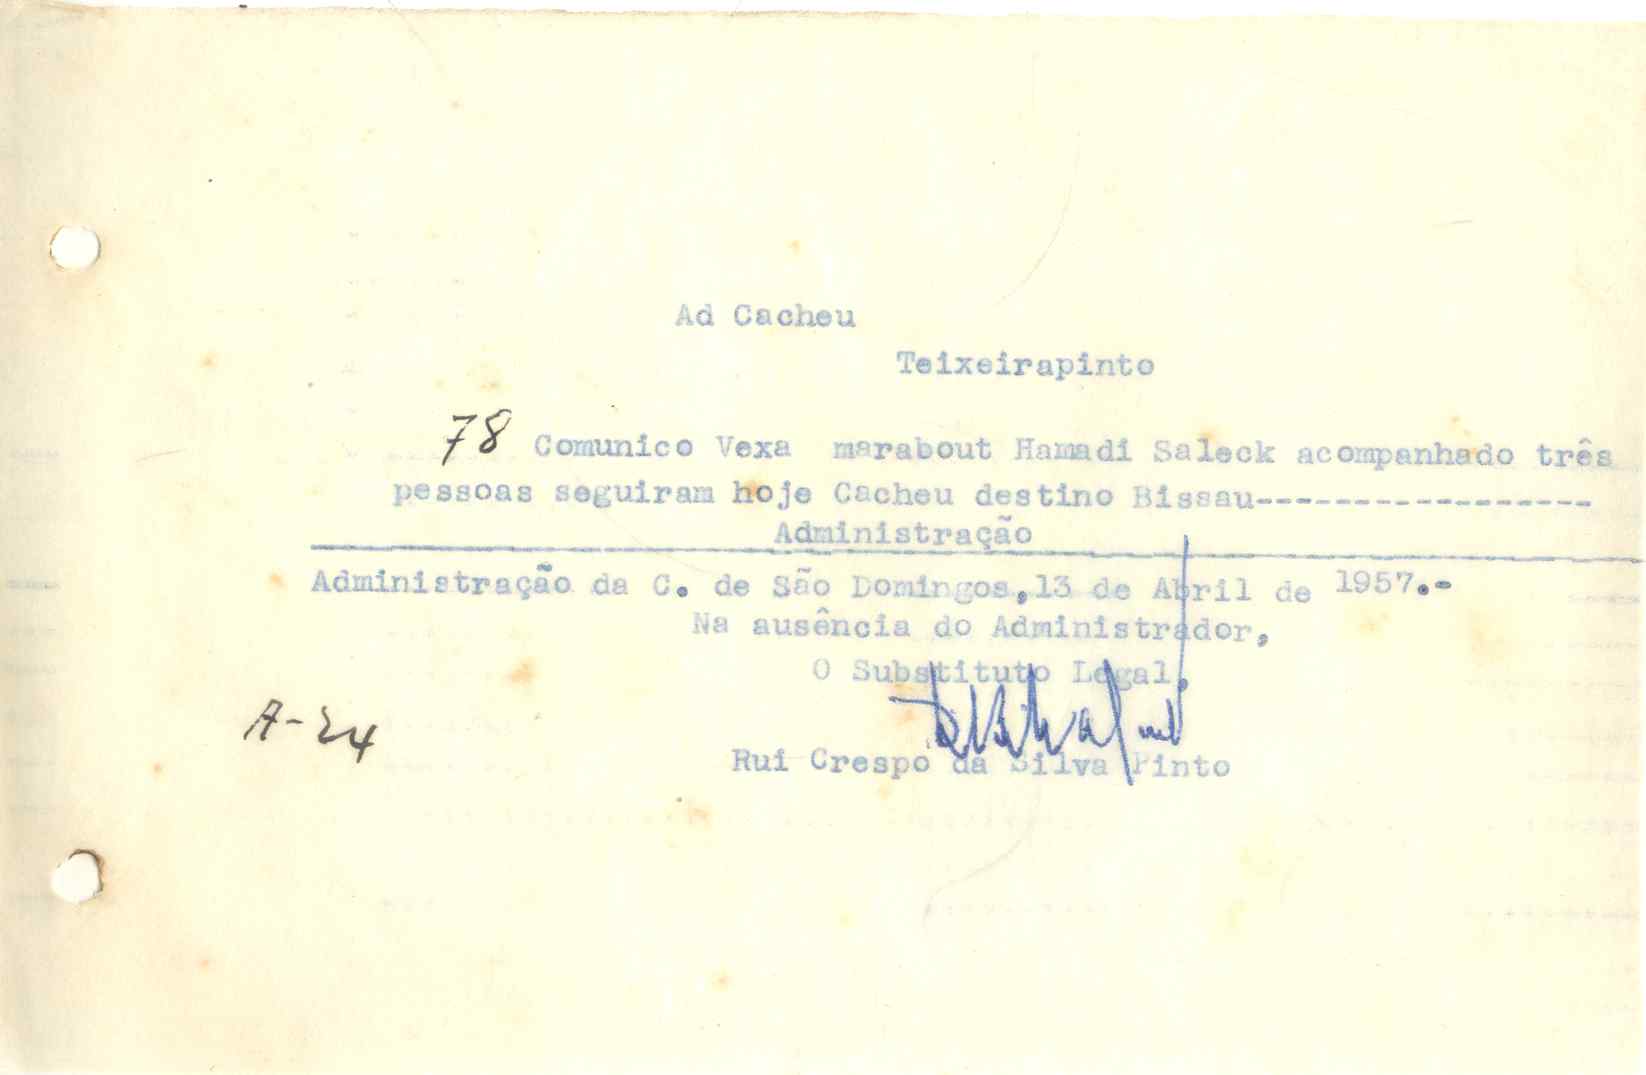 Ad Cacheu
Teixeirapinto
78 Comunico Vexa marabout Hamadi Saleck acompanhado três
pessoas seguiram hoje Cacheu destino Bissau-----------------
Administração
Administração da C. de São Domingos,13 de Abril de 1957.-
Na ausência do Administrador,
O Substituto Legal,
A-24
Rui Crespo da Silva Pinto